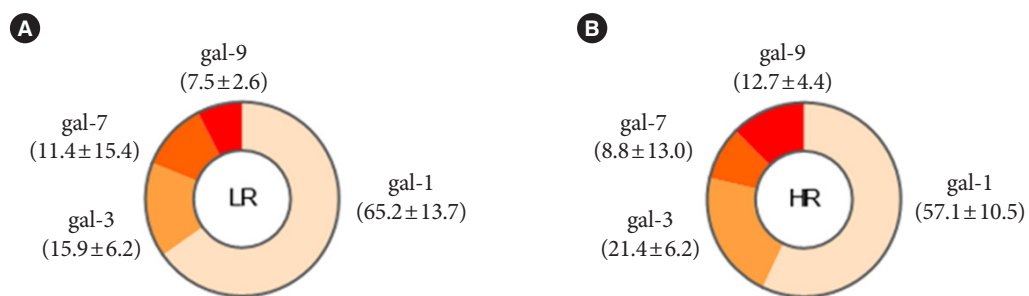 A
gal-9
(7.5±2.6)
gal-7
(11.4±15.4)
LR
gal-1
(65.2±13.7)
gal-3
(15.9±6.2)
B
gal-9
(12.7±4.4)
gal-7
(8.8±13.0)
HR
gal-1
(57.1±10.5)
gal-3
(21.4±6.2)